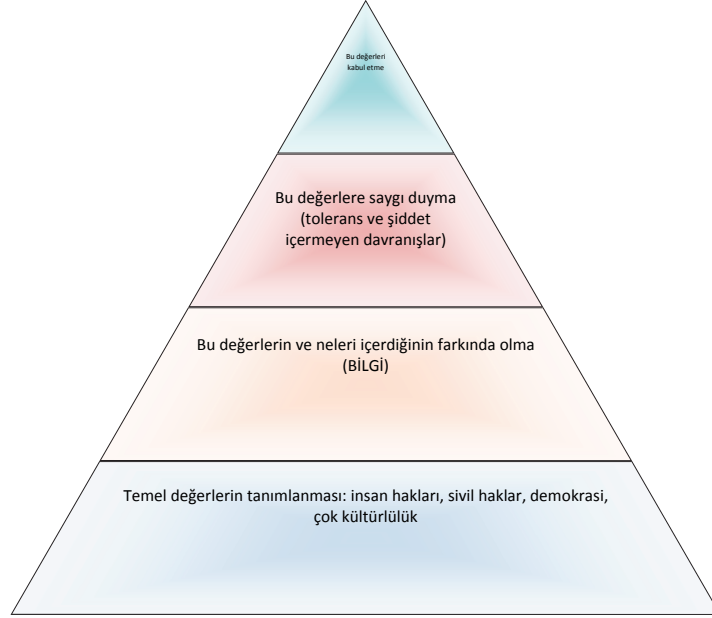 Bu değerleri
kabul etme
Bu değerlere saygı duyma
(tolerans ve şiddet
içermeyen davranışlar)
Bu değerlerin ve neleri içerdiğinin farkında olma
(BİLGİ)
Temel değerlerin tanımlanması: insan hakları, sivil haklar, demokrasi,
çok kültürlülük